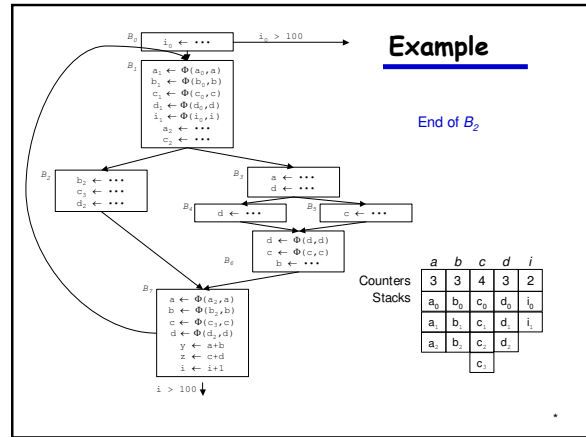 Example
End of B₂
B₀
i₀ ← •••
i₀ > 100
B₁
a₁ ← Φ(a₀,a)
b₁ ← Φ(b₀,b)
c₁ ← Φ(c₀,c)
d₁ ← Φ(d₀,d)
i₁ ← Φ(i₀,i)
a₂ ← •••
c₂ ← •••
B₂
b₂ ← •••
c₃ ← •••
d₂ ← •••
B₃
a ← •••
d ← •••
B₄
d ← •••
B₅
c ← •••
B₆
d ← Φ(d,d)
c ← Φ(c,c)
b ← •••
B₇
a ← Φ(a₂,a)
b ← Φ(b₂,b)
c ← Φ(c₃,c)
d ← Φ(d₂,d)
y ← a+b
z ← c+d
i ← i+1
i > 100
a b c d i
Counters 3 3 4 3 2
Stacks a₀ b₀ c₀ d₀ i₀
a₁ b₁ c₁ d₁ i₁
a₂ b₂ c₂ d₂
c₃
*